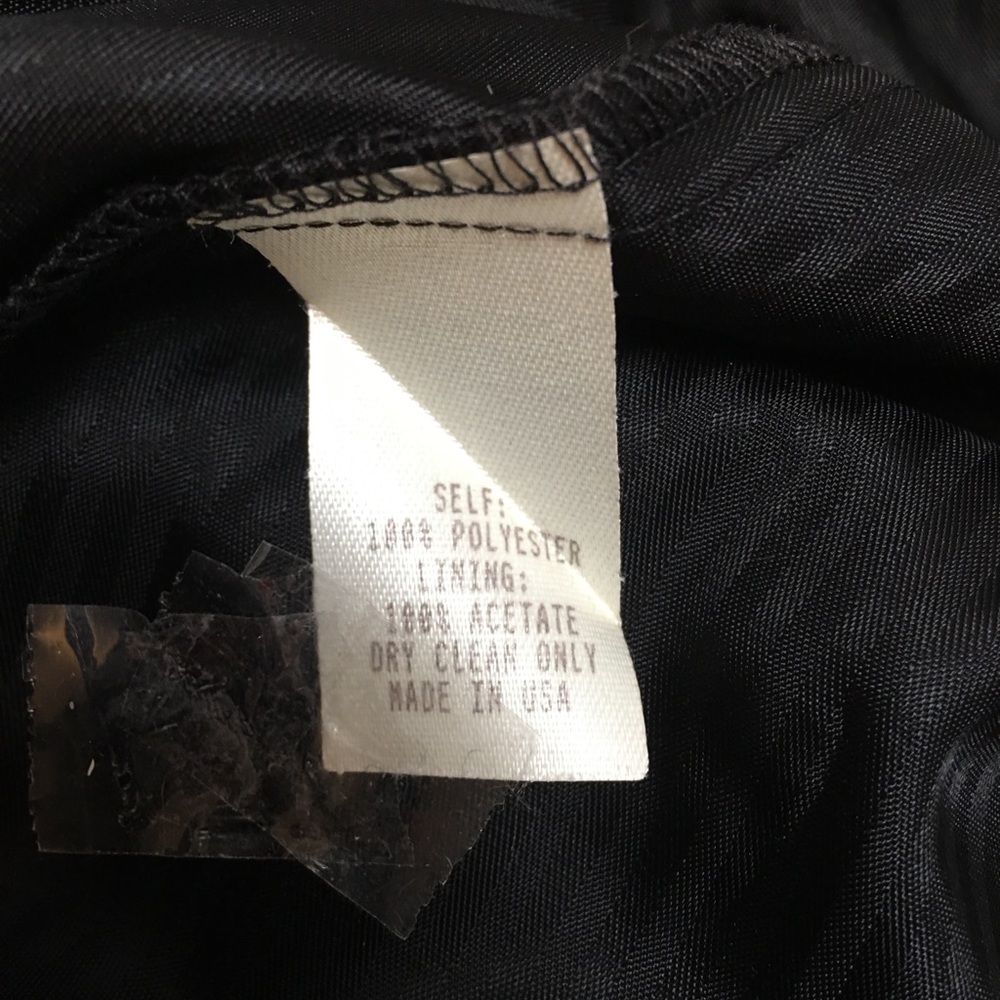 SELF:
100% POLYESTER
LINING:
100% ACETATE
DRY CLEAN ONLY
MADE IN USA